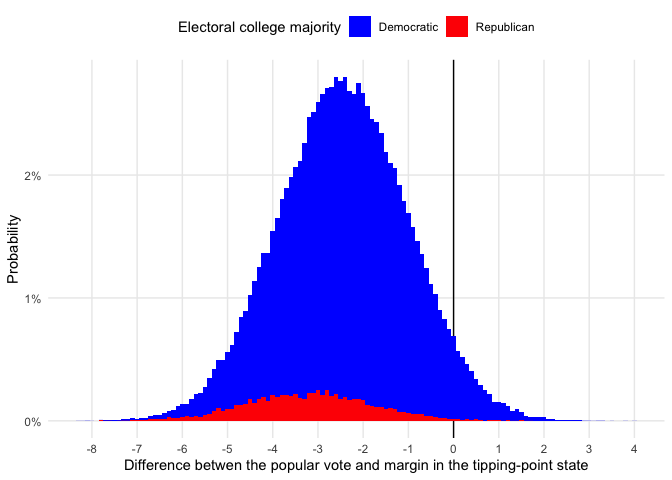 Electoral college majority Democratic Republican
Probability
2%
1%
0%
-8 -7 -6 -5 -4 -3 -2 -1 0 1 2 3 4
Difference betwen the popular vote and margin in the tipping-point state